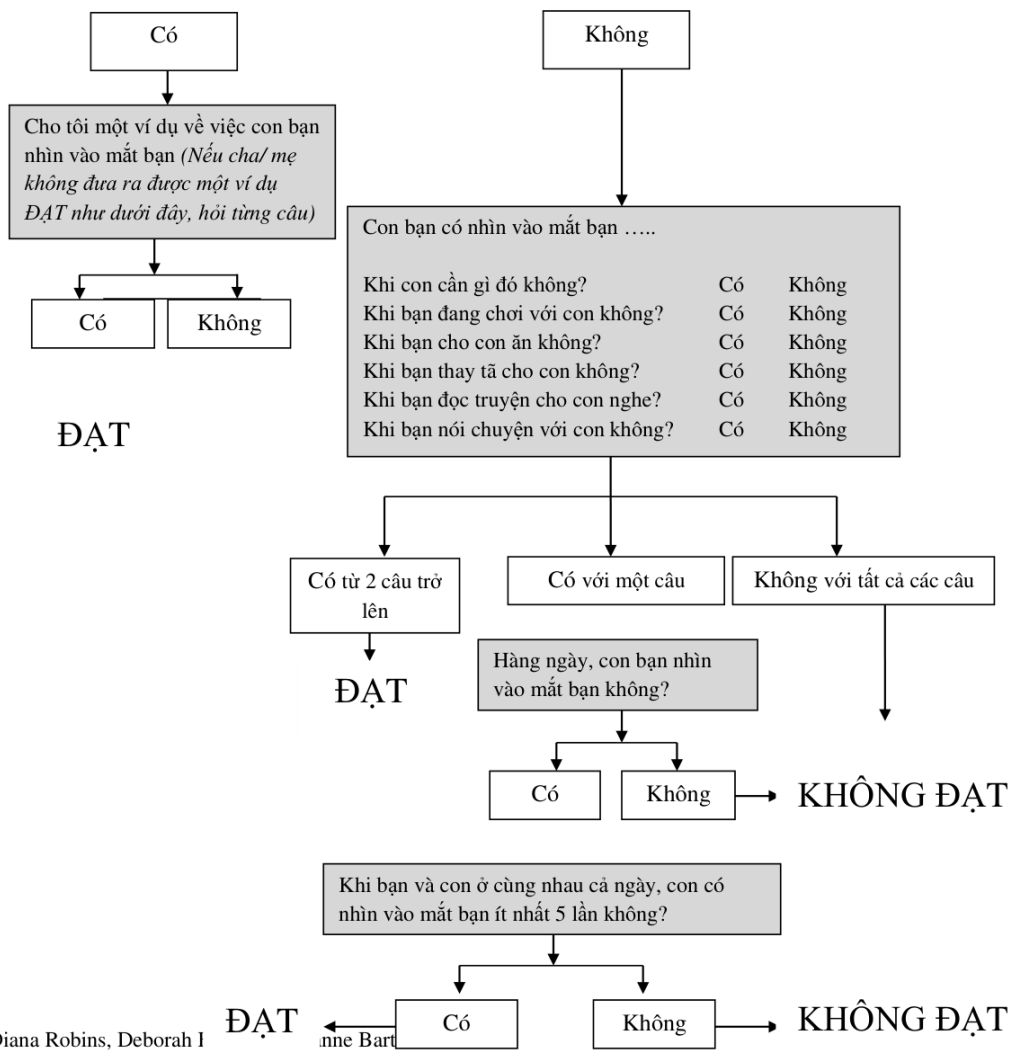 Có
Không
Cho tôi một ví dụ về việc con bạn
nhìn vào mắt bạn (Nếu cha/ mẹ
không đưa ra được một ví dụ
ĐẠT như dưới đây, hỏi từng câu)
Có
Không
ĐẠT
Con bạn có nhìn vào mắt bạn …..
Khi con cần gì đó không? Có Không
Khi bạn đang chơi với con không? Có Không
Khi bạn cho con ăn không? Có Không
Khi bạn thay tã cho con không? Có Không
Khi bạn đọc truyện cho con nghe? Có Không
Khi bạn nói chuyện với con không? Có Không
Có từ 2 câu trở
lên
Có với một câu
Không với tất cả các câu
ĐẠT
Hàng ngày, con bạn nhìn
vào mắt bạn không?
Có
Không
KHÔNG ĐẠT
Khi bạn và con ở cùng nhau cả ngày, con có
nhìn vào mắt bạn ít nhất 5 lần không?
ĐẠT
Có
Không
KHÔNG ĐẠT
Robins, Deborah